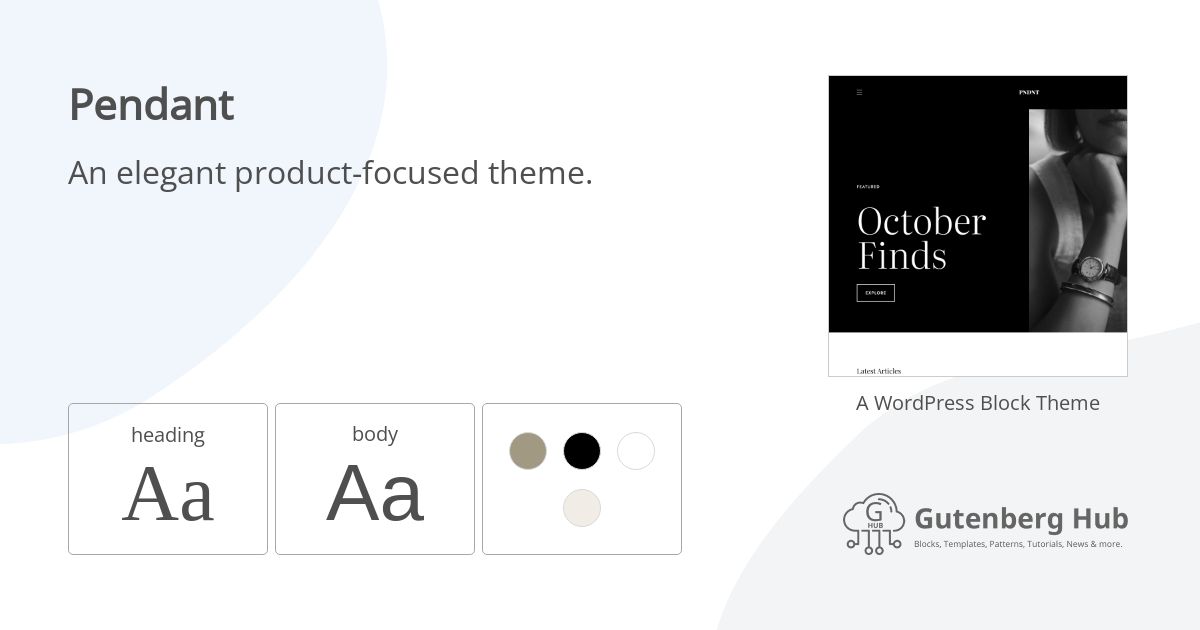 Pendant
An elegant product-focused theme.
PNDNT
FEATURED
October
Finds
EXPLORE
Latest Articles
A WordPress Block Theme
heading
Aa
body
Aa
G
HUB
Gutenberg Hub
Blocks, Templates, Patterns, Tutorials, News & more.